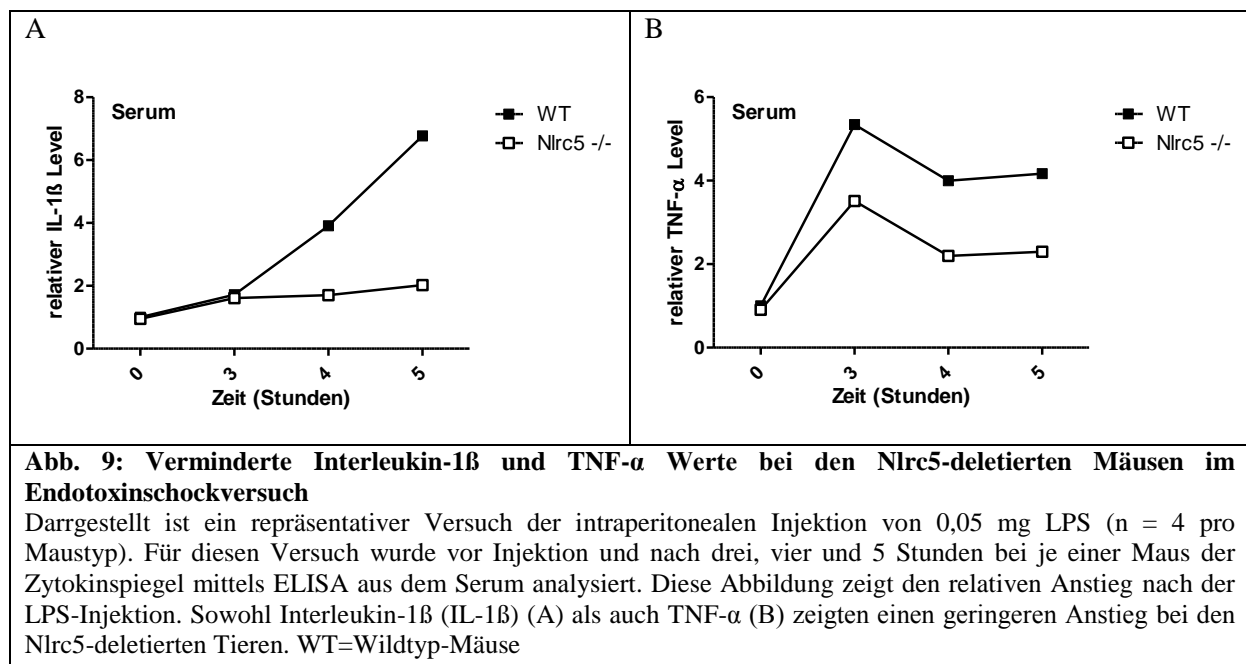 A
8
6
4
2
0
relativer IL-1ß Level
Serum
WT
Nlrc5 -/-
0
3
4
5
Zeit (Stunden)
B
6
4
2
0
relativer TNF-α Level
Serum
WT
Nlrc5 -/-
0
3
4
5
Zeit (Stunden)
Abb. 9: Verminderte Interleukin-1ß und TNF-α Werte bei den Nlrc5-deletierten Mäusen im
Endotoxinschockversuch
Darrgestellt ist ein repräsentativer Versuch der intraperitonealen Injektion von 0,05 mg LPS (n = 4 pro
Maustyp). Für diesen Versuch wurde vor Injektion und nach drei, vier und 5 Stunden bei je einer Maus der
Zytokinspiegel mittels ELISA aus dem Serum analysiert. Diese Abbildung zeigt den relativen Anstieg nach der
LPS-Injektion. Sowohl Interleukin-1ß (IL-1ß) (A) als auch TNF-α (B) zeigten einen geringeren Anstieg bei den
Nlrc5-deletierten Tieren. WT=Wildtyp-Mäuse